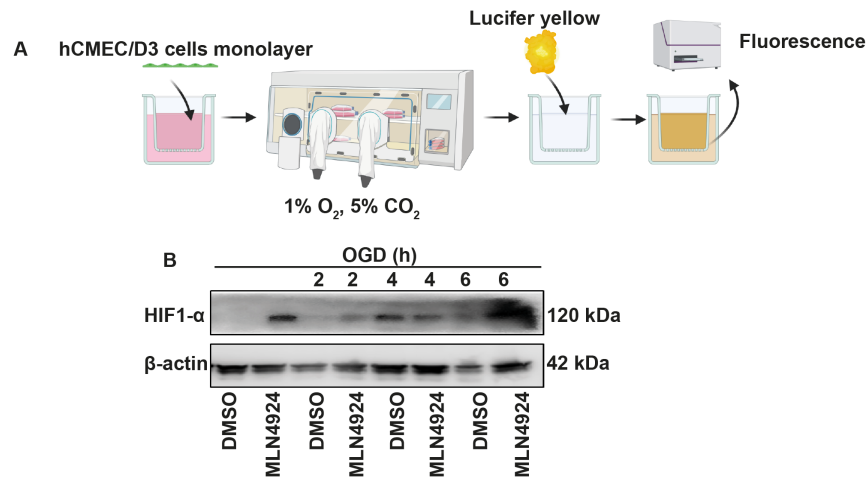 A
hCMEC/D3 cells monolayer
Lucifer yellow
Fluorescence
1% O₂, 5% CO₂
B
OGD (h)
2 2 4 4 6 6
HIF1-α
120 kDa
β-actin
42 kDa
DMSO
MLN4924
DMSO
MLN4924
DMSO
MLN4924
DMSO
MLN4924